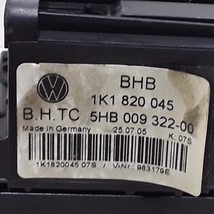 BHB
1K1 820 045
B.H.TC 5HB 009 322-00
Made in Germany 25.07.05 K.07S
1K1820045 07S / V-Nr. 983179E